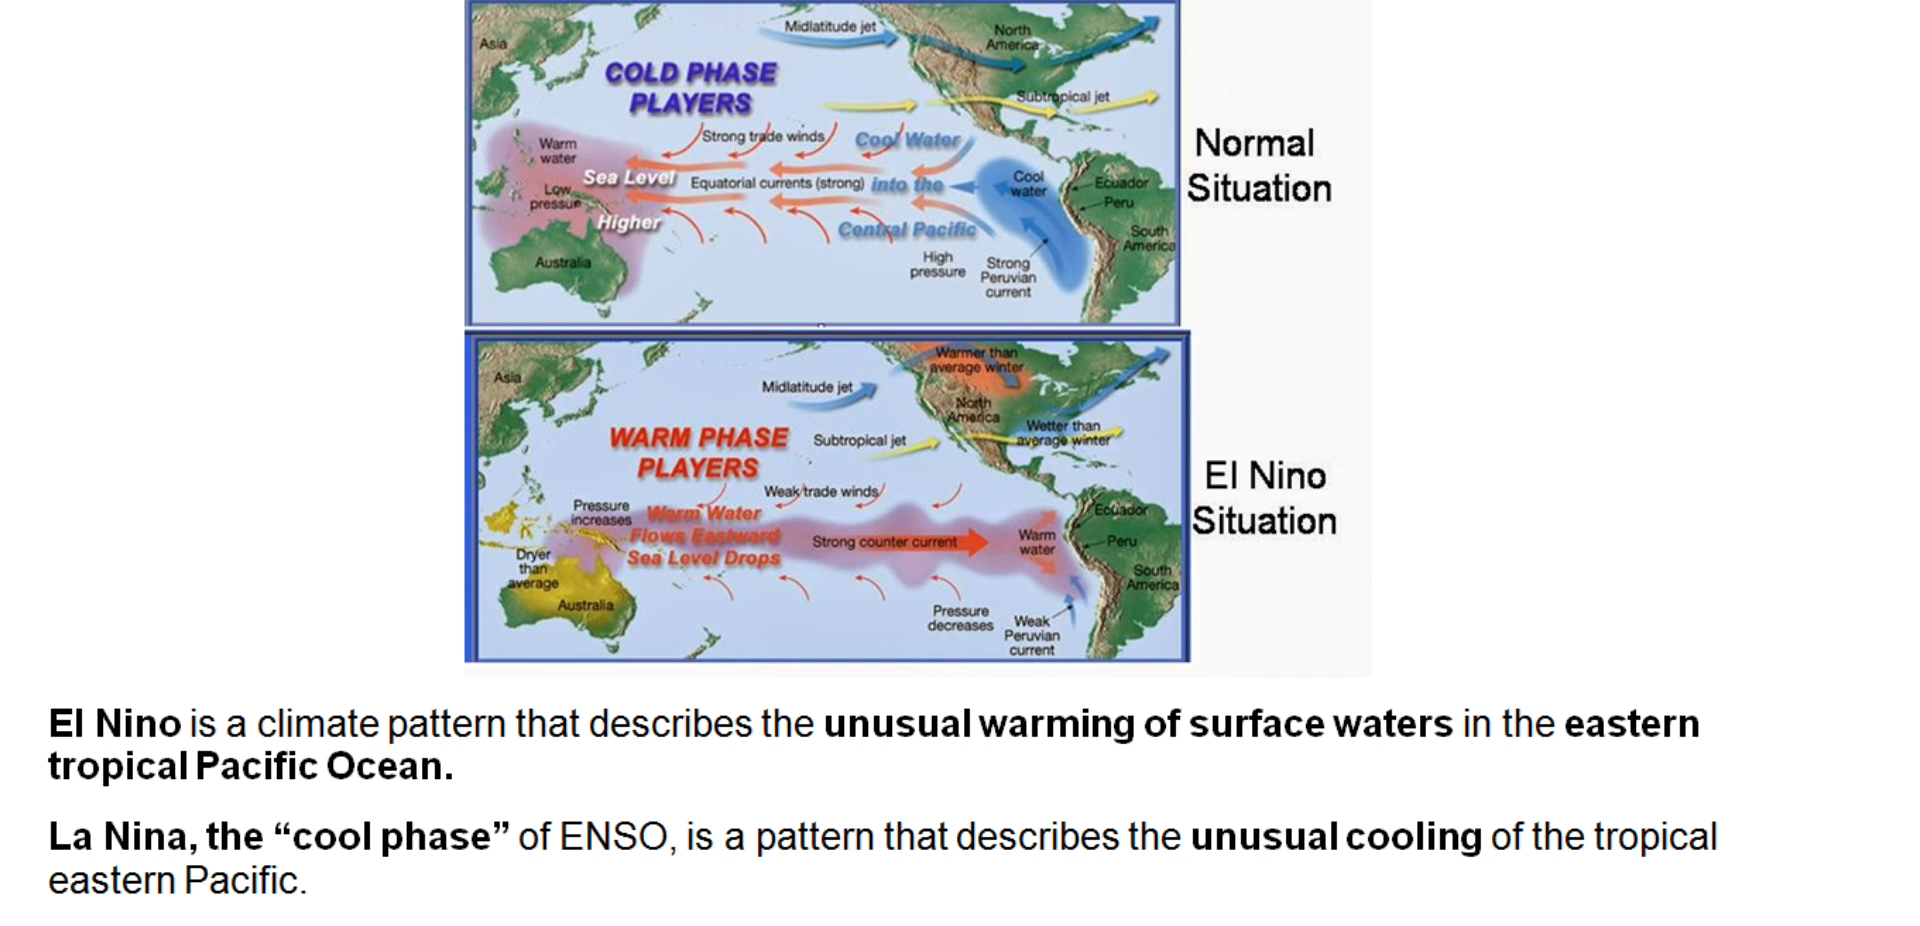 Midlatitude jet
North
America
Asia
COLD PHASE
PLAYERS
Subtropical jet
Strong trade winds
Cool Water
Warm
water
Sea Level
Equatorial currents (strong)
into the
Cool
water
Ecuador
Low
pressur
Peru
Higher
Central Pacific
South
America
Australia
High
pressure
Strong
Peruvian
current
Normal
Situation
Warmer than
average winter
Asia
Midlatitude jet
North
America
Wetter than
average winter
WARM PHASE
PLAYERS
Subtropical jet
Weak trade winds
Pressure
increases
Warm Water
Flows Eastward
Sea Level Drops
Strong counter current
Warm
water
Ecuador
Peru
Dryer
than
average
South
America
Australia
Pressure
decreases
Weak
Peruvian
current
El Nino
Situation
El Nino is a climate pattern that describes the unusual warming of surface waters in the eastern
tropical Pacific Ocean.
La Nina, the “cool phase” of ENSO, is a pattern that describes the unusual cooling of the tropical
eastern Pacific.